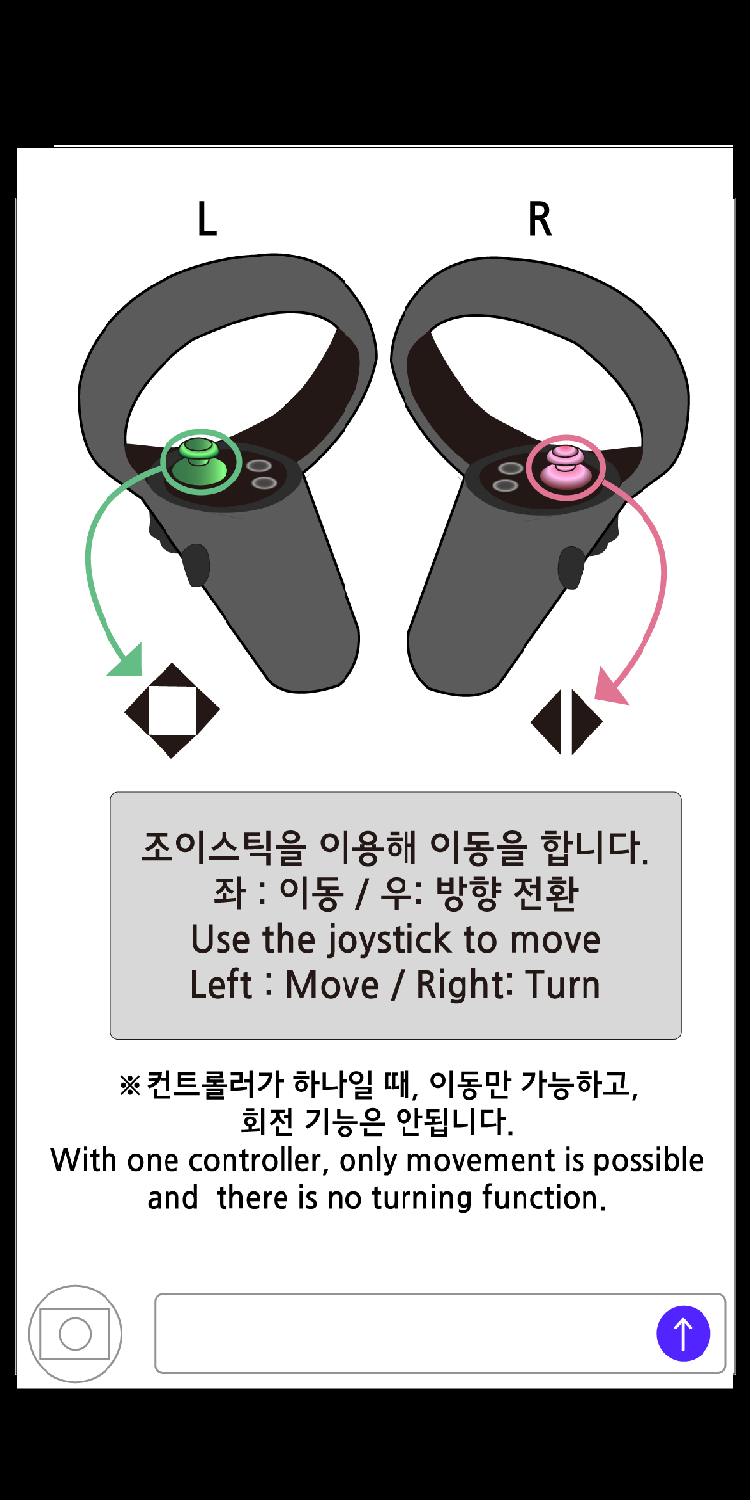 L R
조이스틱을 이용해 이동을 합니다.
좌 : 이동 / 우: 방향 전환
Use the joystick to move
Left : Move / Right: Turn
※컨트롤러가 하나일 때, 이동만 가능하고,
회전 기능은 안됩니다.
With one controller, only movement is possible
and there is no turning function.